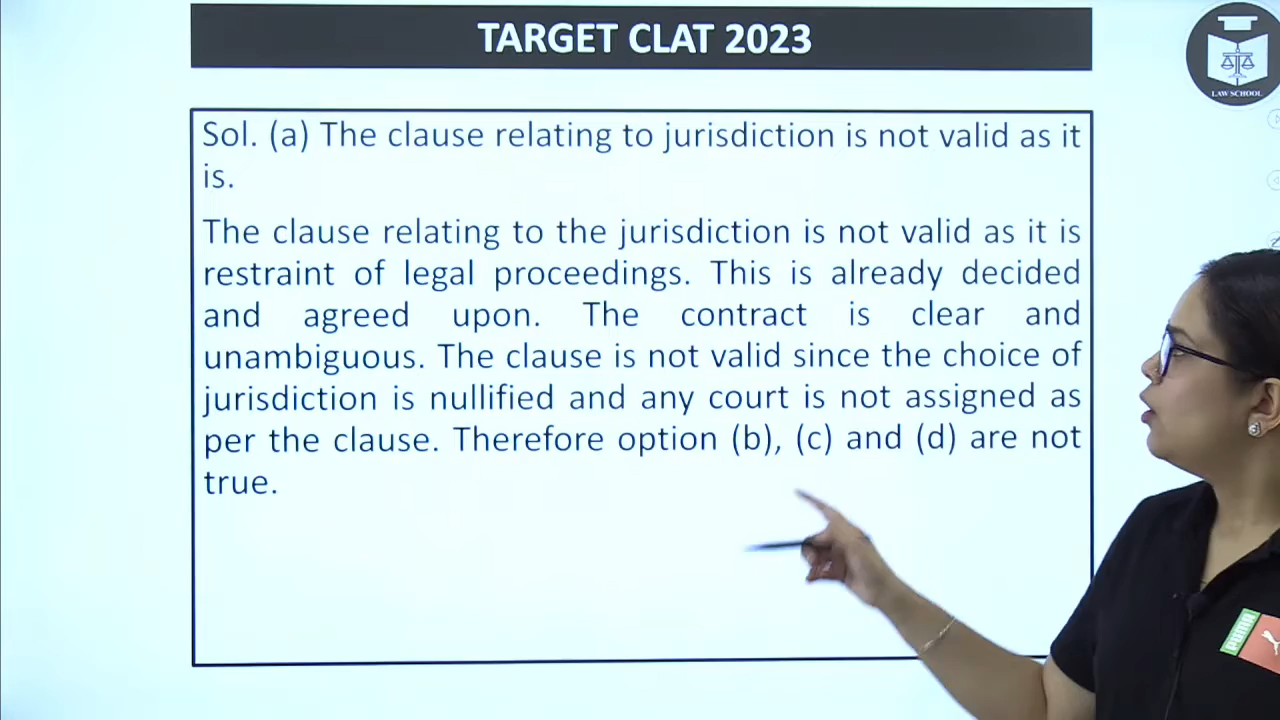 TARGET CLAT 2023
LAW SCHOOL
Sol. (a) The clause relating to jurisdiction is not valid as it
is.
The clause relating to the jurisdiction is not valid as it is
restraint of legal proceedings. This is already decided
and agreed upon. The contract is clear and
unambiguous. The clause is not valid since the choice of
jurisdiction is nullified and any court is not assigned as
per the clause. Therefore option (b), (c) and (d) are not
true.
PUMA